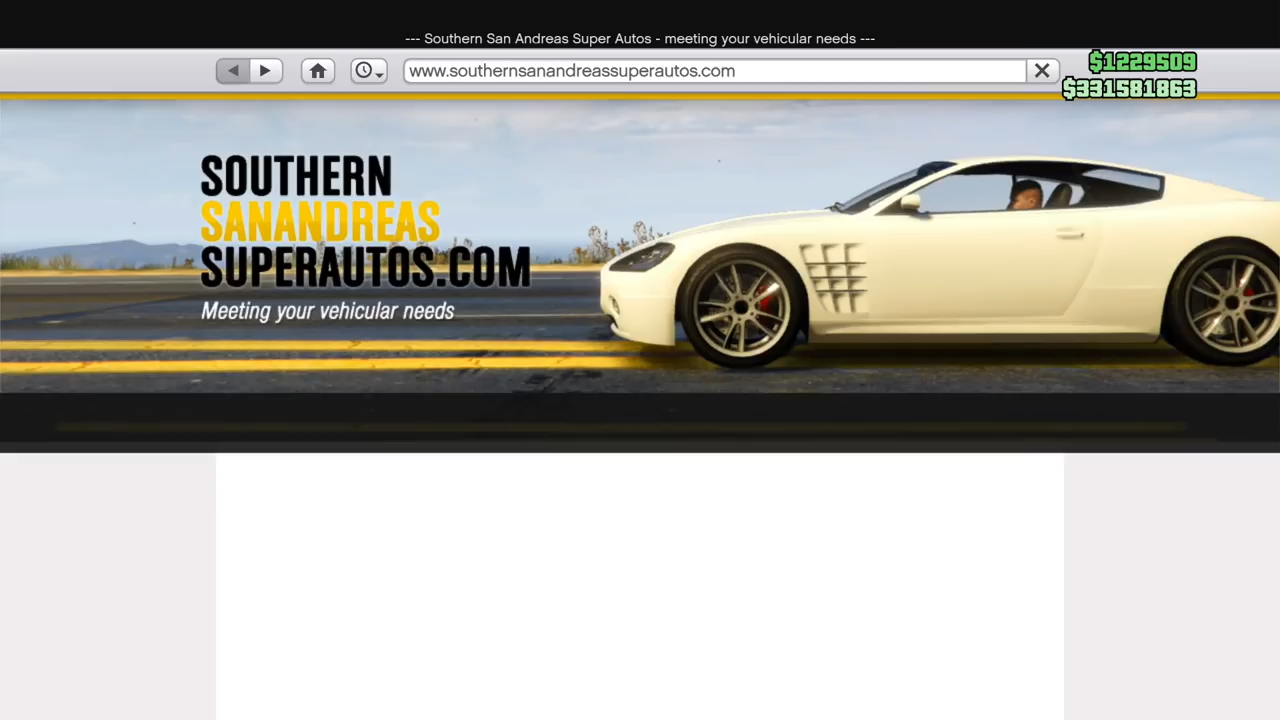 --- Southern San Andreas Super Autos - meeting your vehicular needs ---
www.southernsanandreassuperautos.com
$1229509
$331581863
SOUTHERN
SANANDREAS
SUPERAUTOS.COM
Meeting your vehicular needs